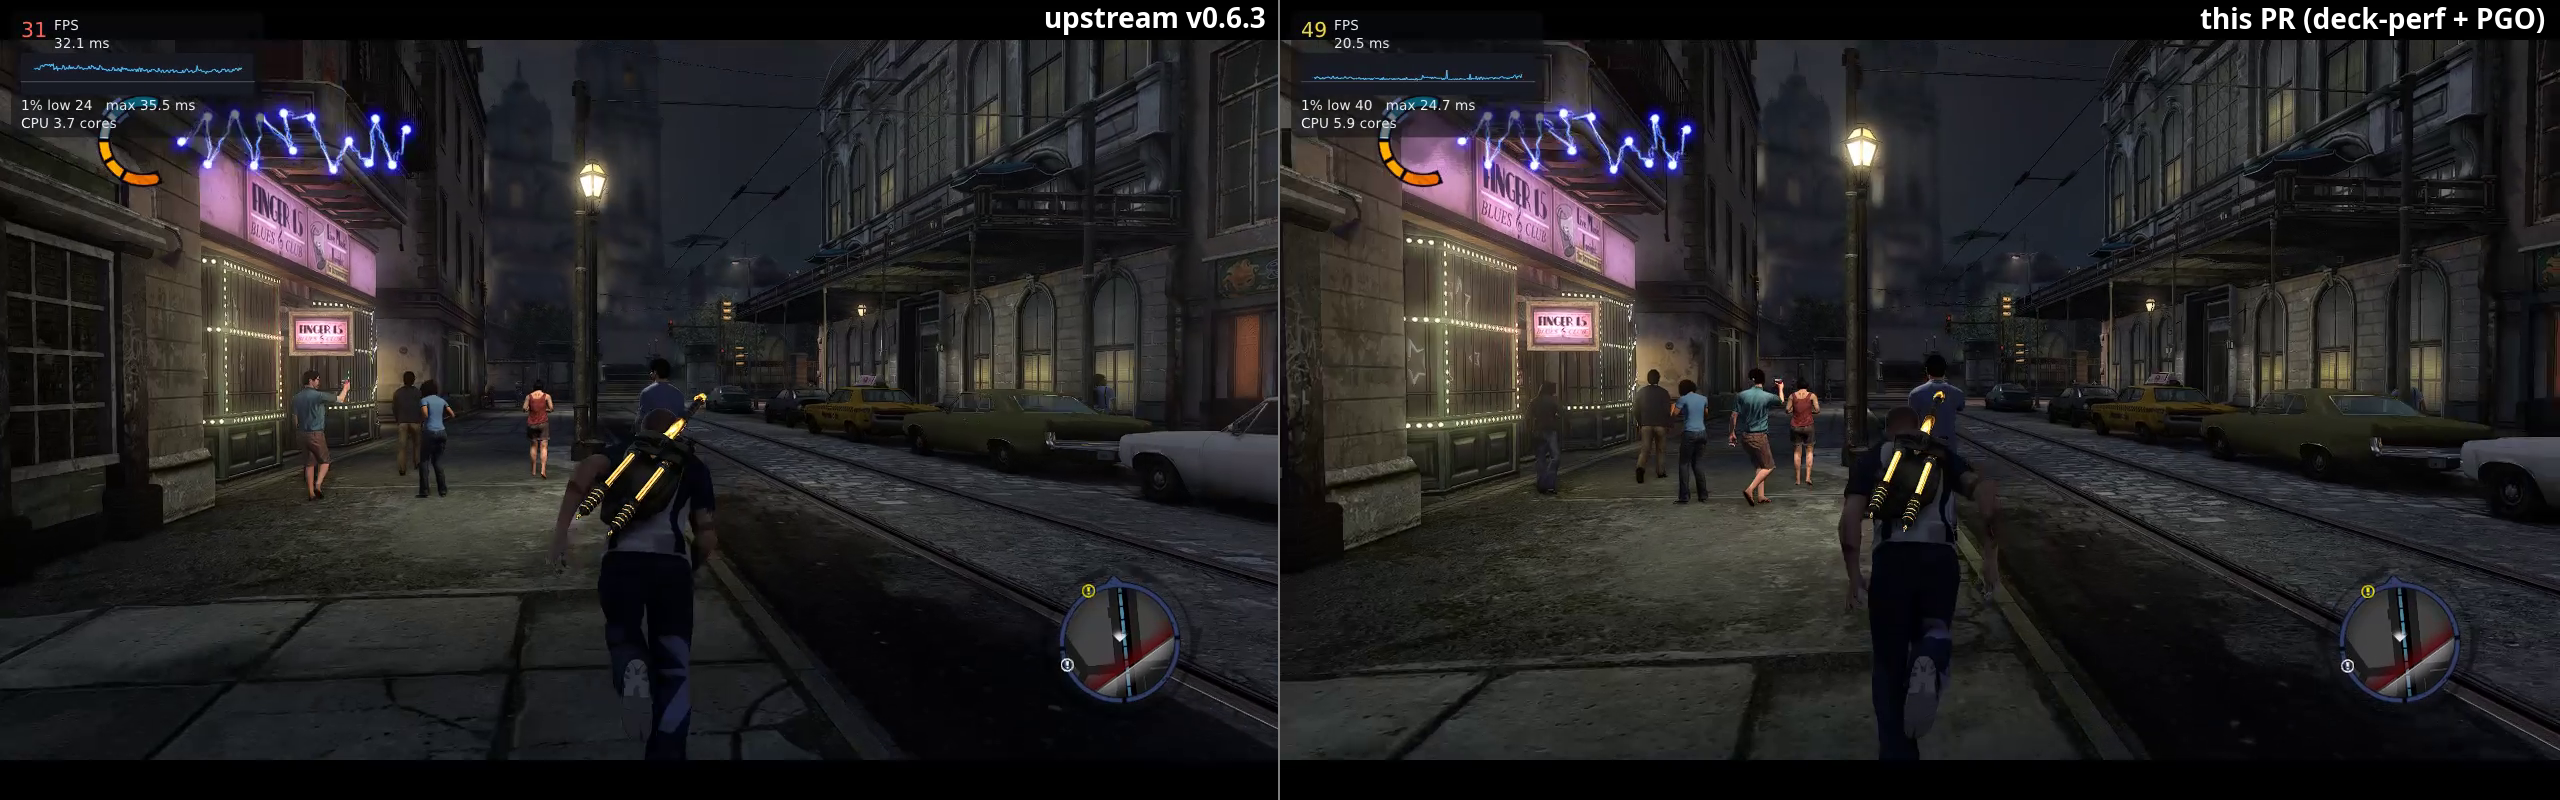 upstream v0.6.3
31 FPS
32.1 ms
1% low 24 max 35.5 ms
CPU 3.7 cores
FINGER 15
BLUES CLUB
FINGER 15
this PR (deck-perf + PGO)
49 FPS
20.5 ms
1% low 40 max 24.7 ms
CPU 5.9 cores
FINGER 15
BLUES CLUB
FINGER 15